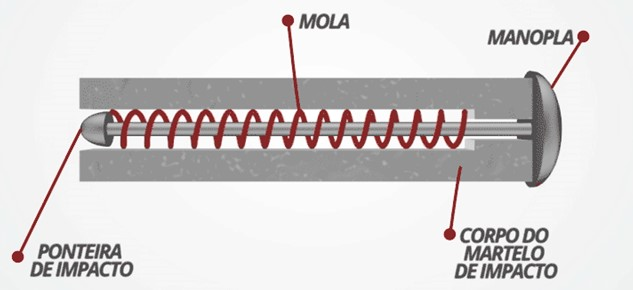 MOLA
MANOPLA
PONTEIRA
DE IMPACTO
CORPO DO
MARTELO
DE IMPACTO